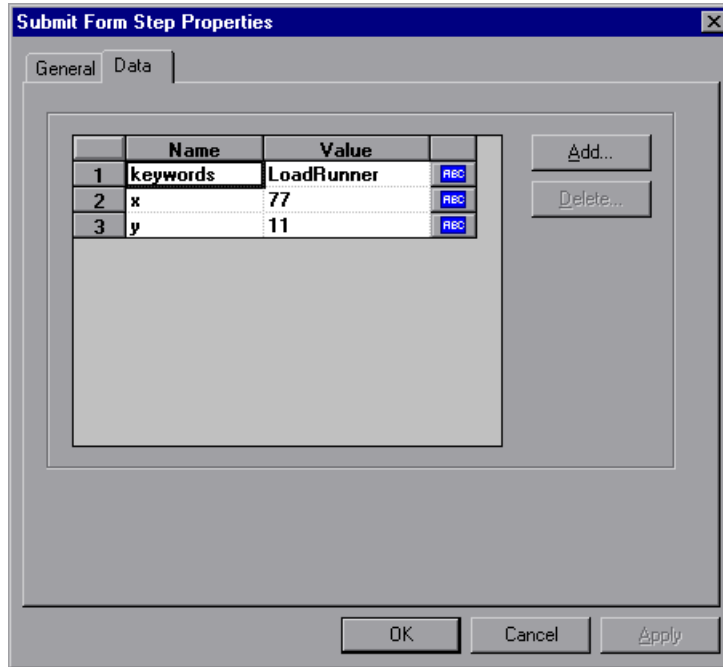 Submit Form Step Properties
General Data
Name Value
1 keywords LoadRunner ABC
2 x 77 ABC
3 y 11 ABC
Add...
Delete...
OK Cancel Apply